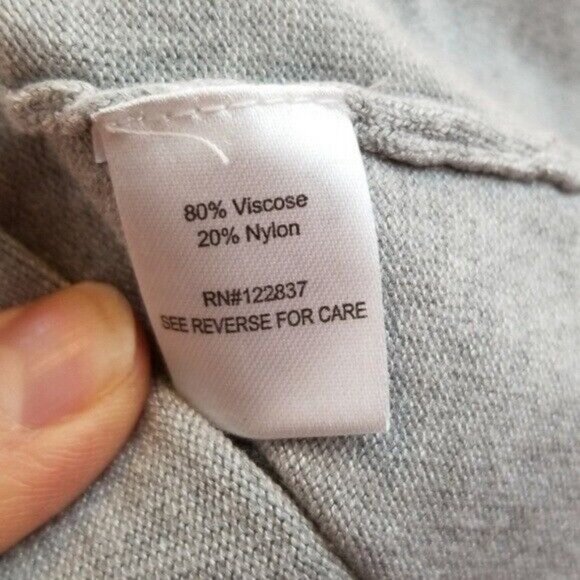 80% Viscose
20% Nylon
RN#122837
SEE REVERSE FOR CARE